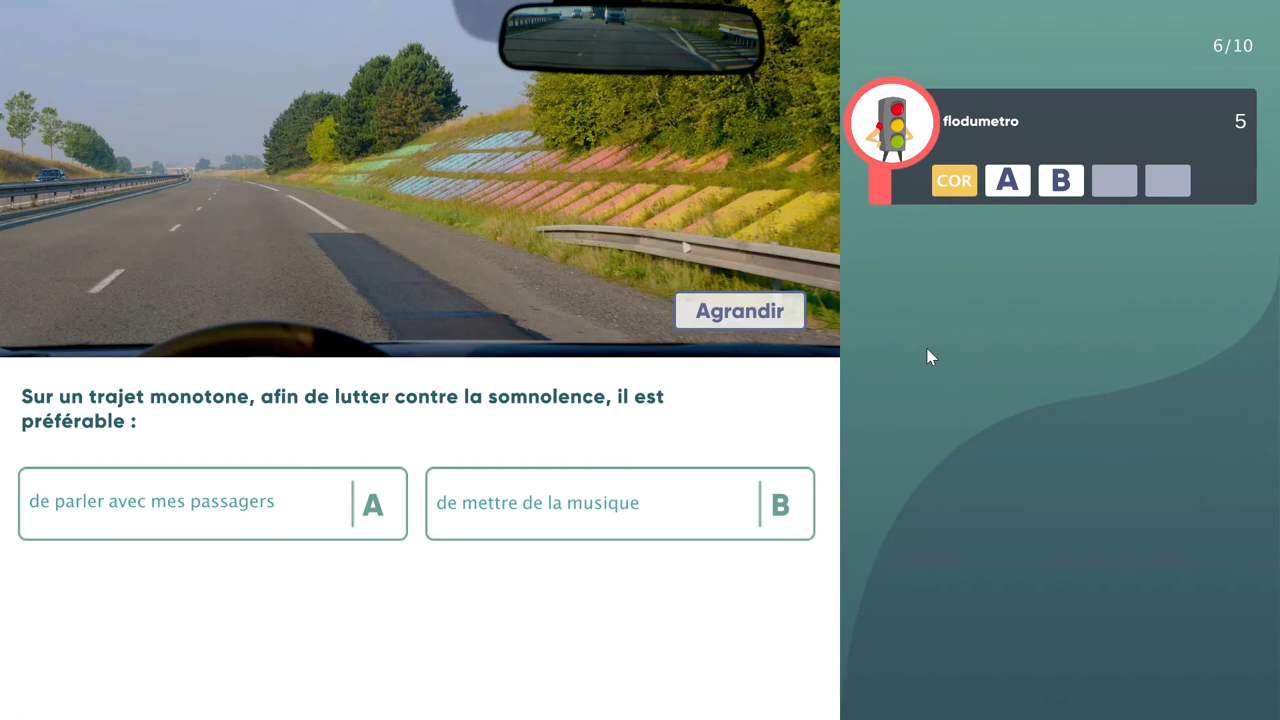 6/10
flodumetro
5
COR A B
Agrandir
Sur un trajet monotone, afin de lutter contre la somnolence, il est
préférable :
de parler avec mes passagers A
de mettre de la musique B